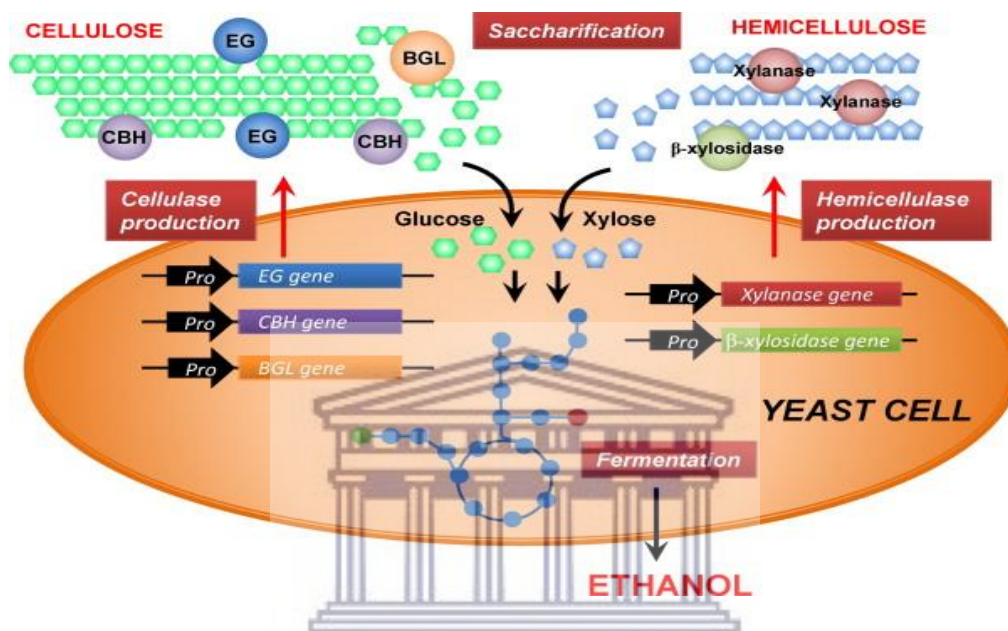 CELLULOSE
EG
BGL
Saccharification
HEMICELLULOSE
Xylanase
Xylanase
CBH
EG
CBH
β-xylosidase
Cellulase
production
Glucose
Xylose
Hemicellulase
production
Pro
EG gene
Pro
CBH gene
Pro
BGL gene
Pro
Xylanase gene
Pro
β-xylosidase gene
YEAST CELL
Fermentation
ETHANOL